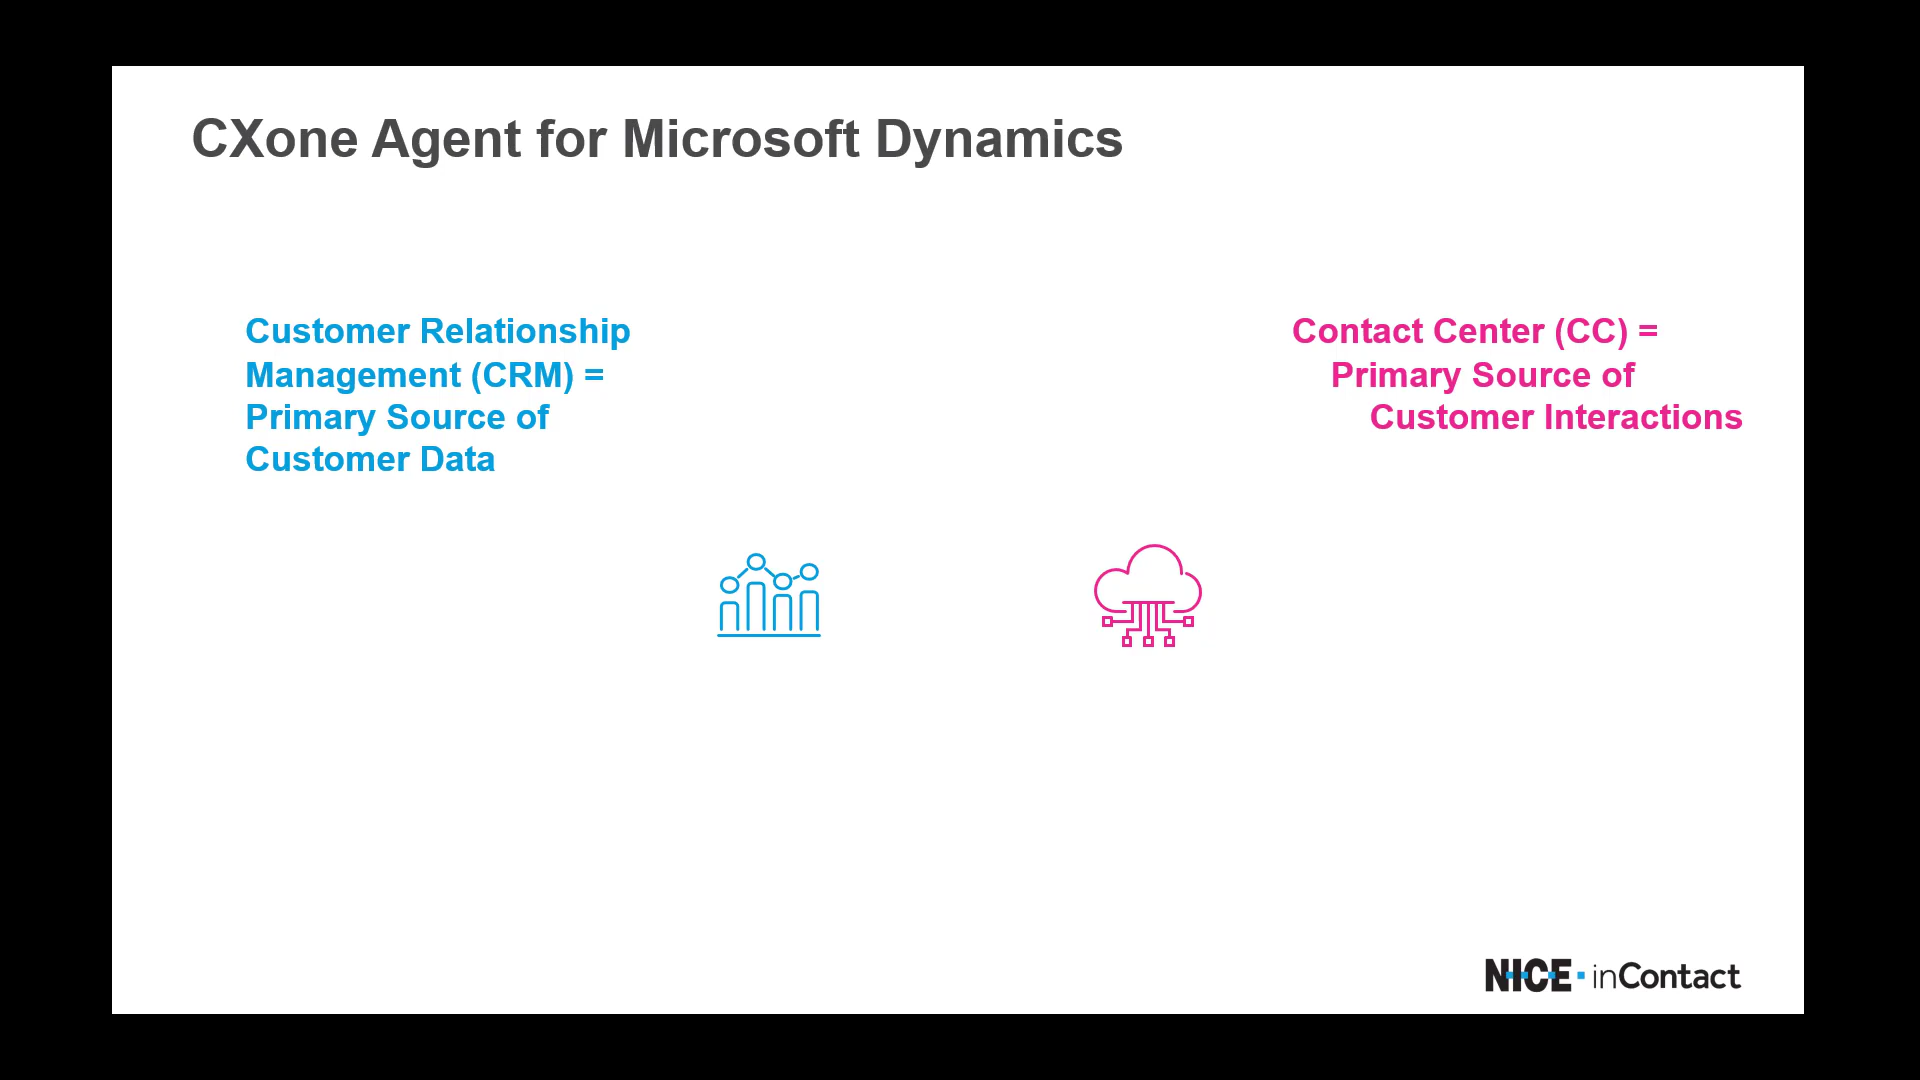 CXone Agent for Microsoft Dynamics
Customer Relationship
Management (CRM) =
Primary Source of
Customer Data
Contact Center (CC) =
Primary Source of
Customer Interactions
NICE inContact